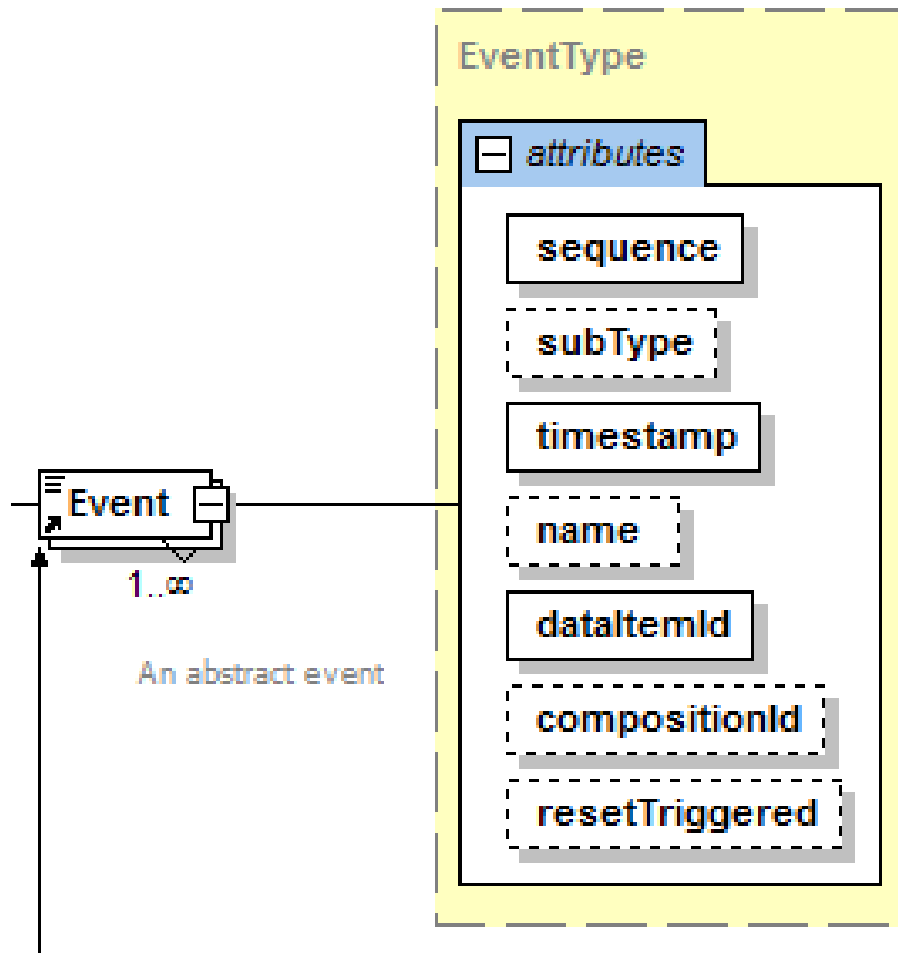 EventType
attributes
sequence
subType
timestamp
Event
name
1..∞
dataItemId
An abstract event
compositionId
resetTriggered